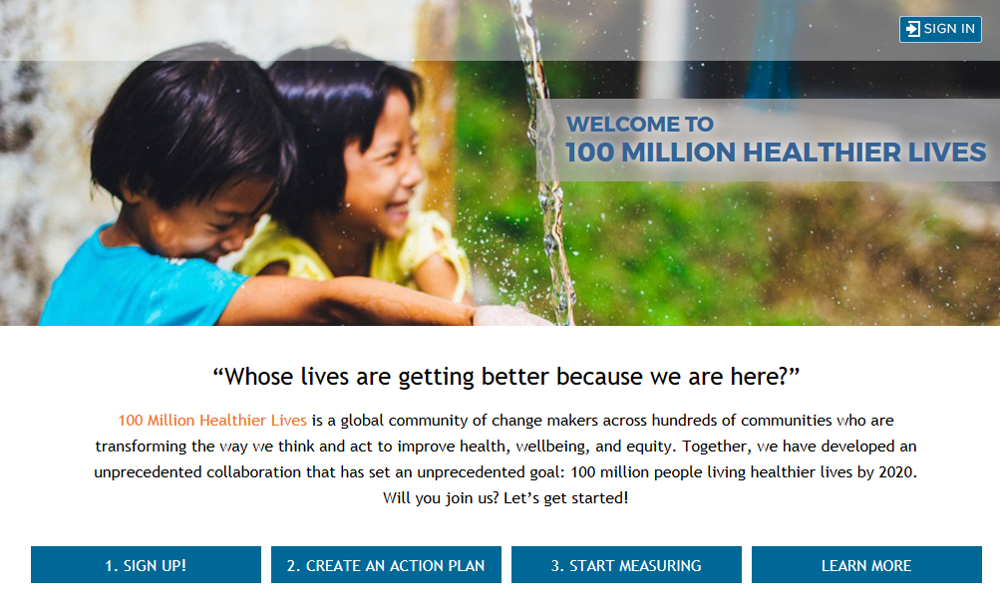 SIGN IN
WELCOME TO
100 MILLION HEALTHIER LIVES
“Whose lives are getting better because we are here?”
100 Million Healthier Lives is a global community of change makers across hundreds of communities who are
transforming the way we think and act to improve health, wellbeing, and equity. Together, we have developed an
unprecedented collaboration that has set an unprecedented goal: 100 million people living healthier lives by 2020.
Will you join us? Let’s get started!
1. SIGN UP!
2. CREATE AN ACTION PLAN
3. START MEASURING
LEARN MORE